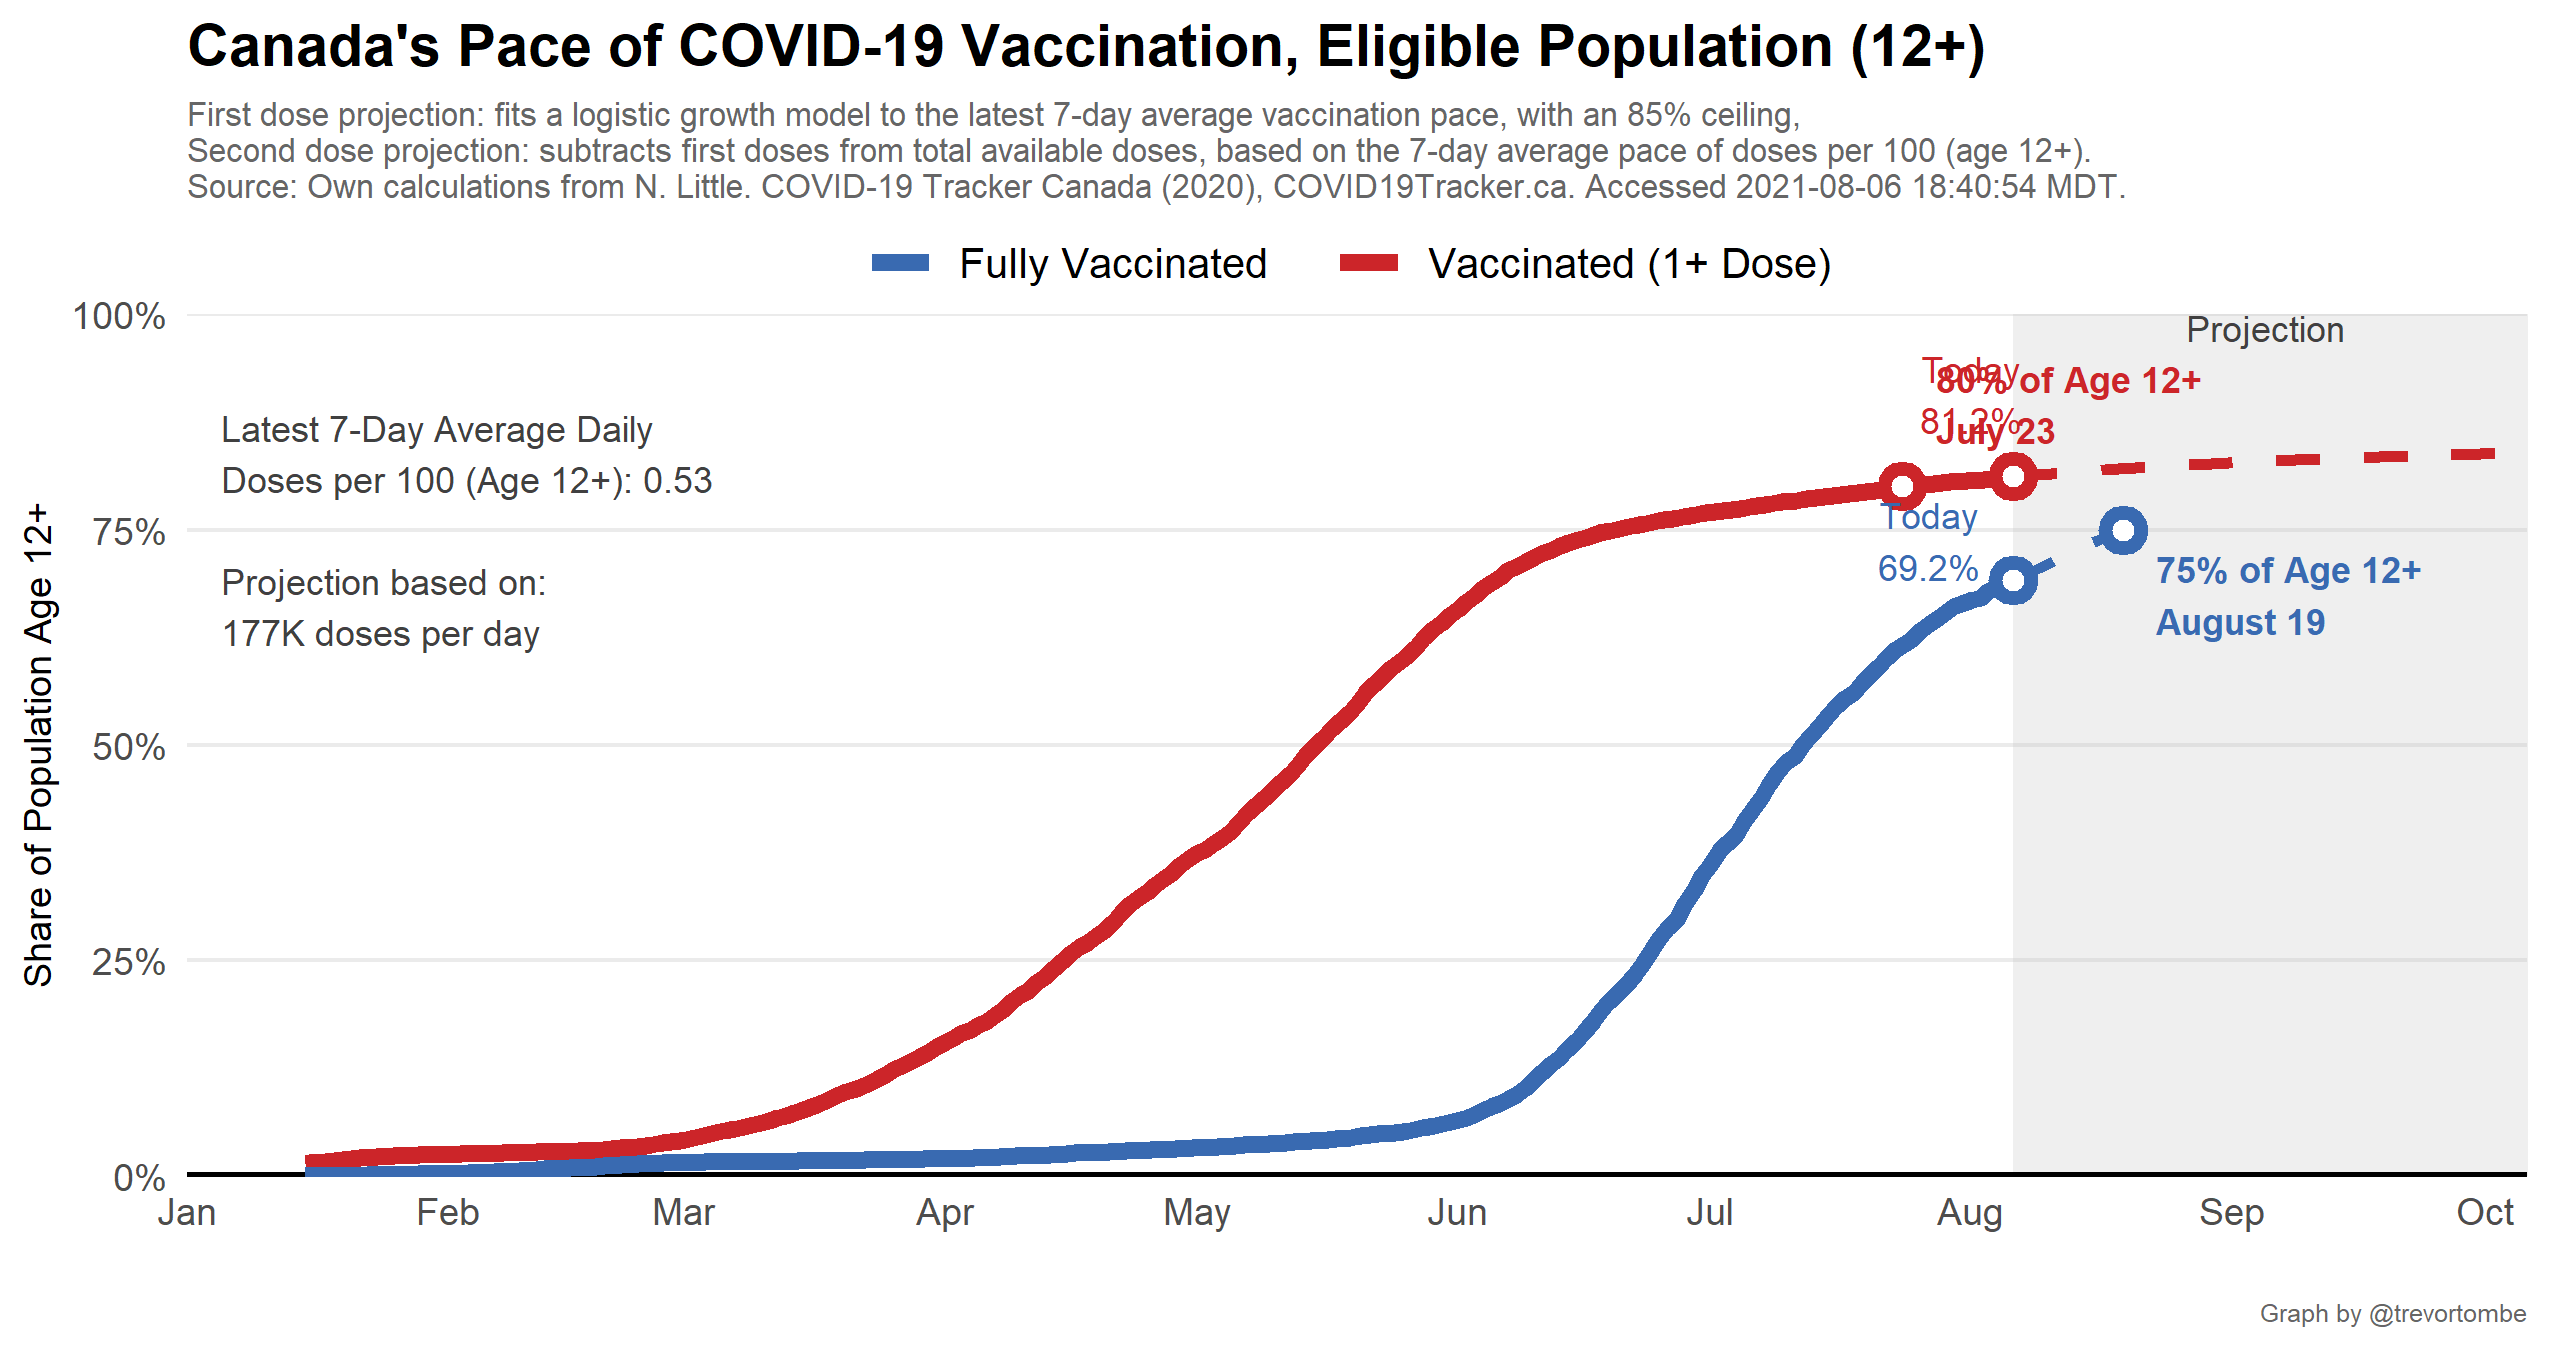 Canada's Pace of COVID-19 Vaccination, Eligible Population (12+)
First dose projection: fits a logistic growth model to the latest 7-day average vaccination pace, with an 85% ceiling,
Second dose projection: subtracts first doses from total available doses, based on the 7-day average pace of doses per 100 (age 12+).
Source: Own calculations from N. Little. COVID-19 Tracker Canada (2020), COVID19Tracker.ca. Accessed 2021-08-06 18:40:54 MDT.
Fully Vaccinated
Vaccinated (1+ Dose)
100%
75%
50%
25%
0%
Share of Population Age 12+
Latest 7-Day Average Daily
Doses per 100 (Age 12+): 0.53
Projection based on:
177K doses per day
Projection
Today
81.2%
80% of Age 12+
July 23
Today
69.2%
75% of Age 12+
August 19
Jan
Feb
Mar
Apr
May
Jun
Jul
Aug
Sep
Oct
Graph by @trevortombe